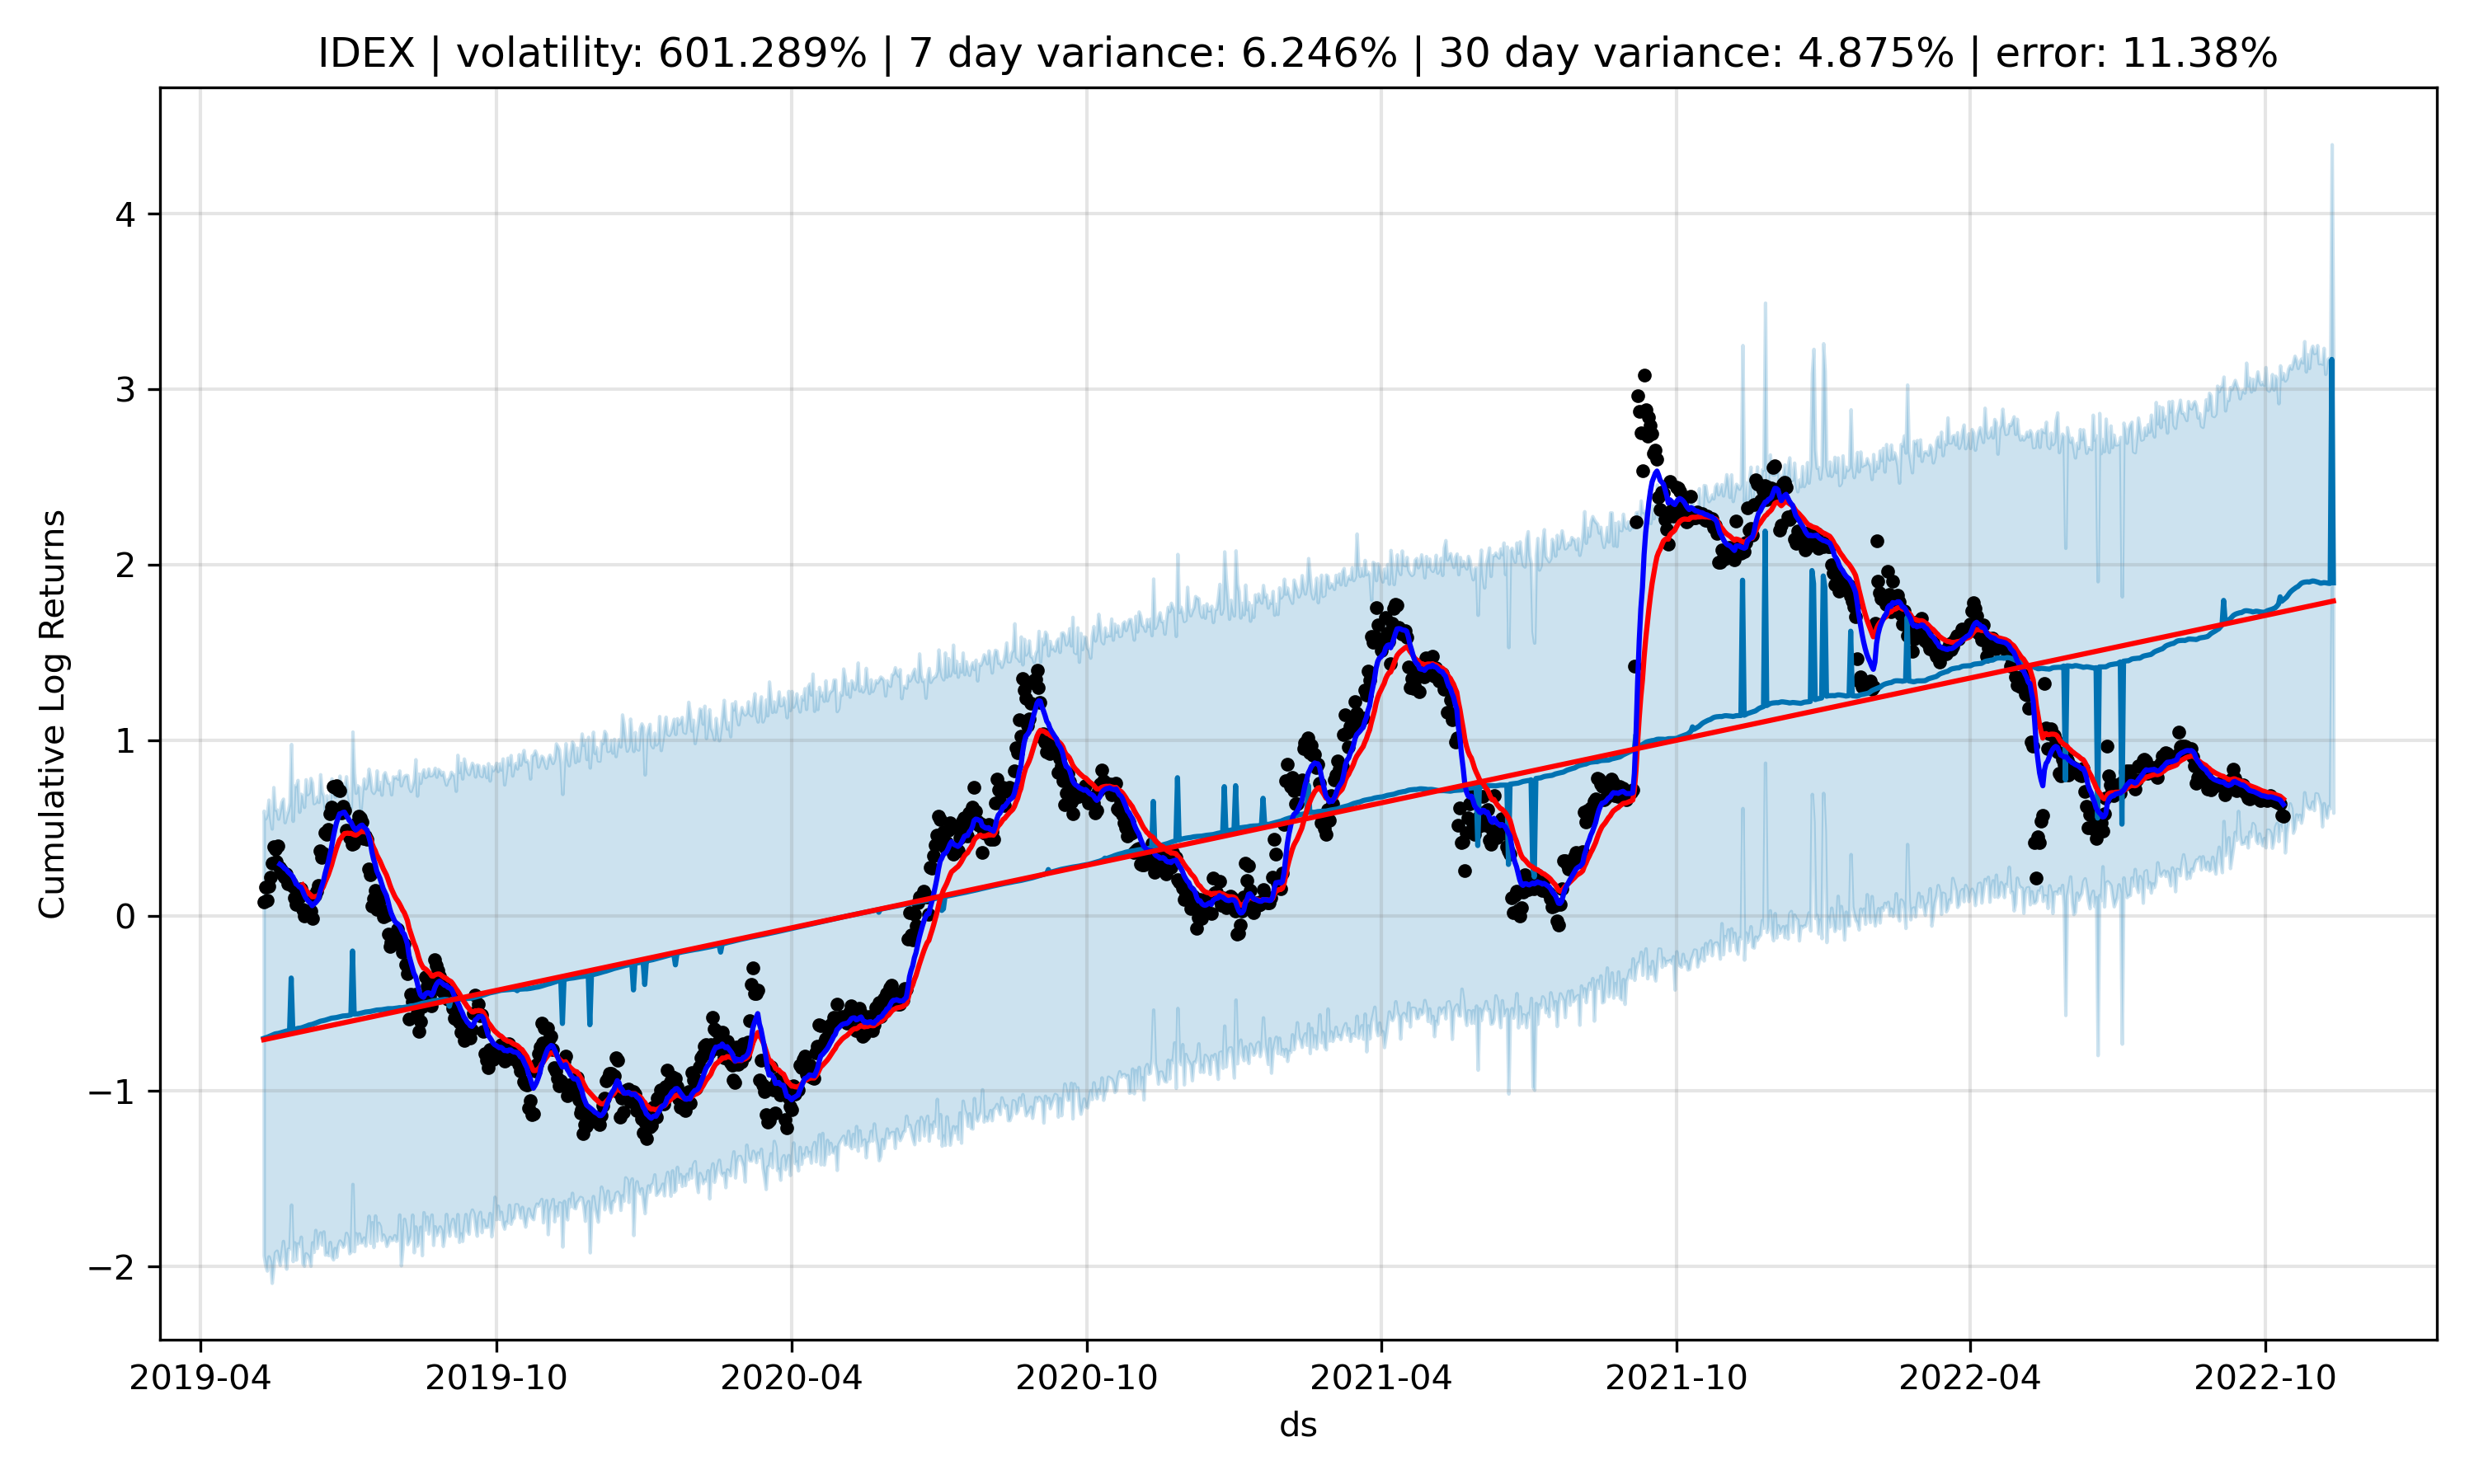 IDEX | volatility: 601.289% | 7 day variance: 6.246% | 30 day variance: 4.875% | error: 11.38%
Cumulative Log Returns
4
3
2
1
0
−1
−2
2019-04 2019-10 2020-04 2020-10 2021-04 2021-10 2022-04 2022-10
ds